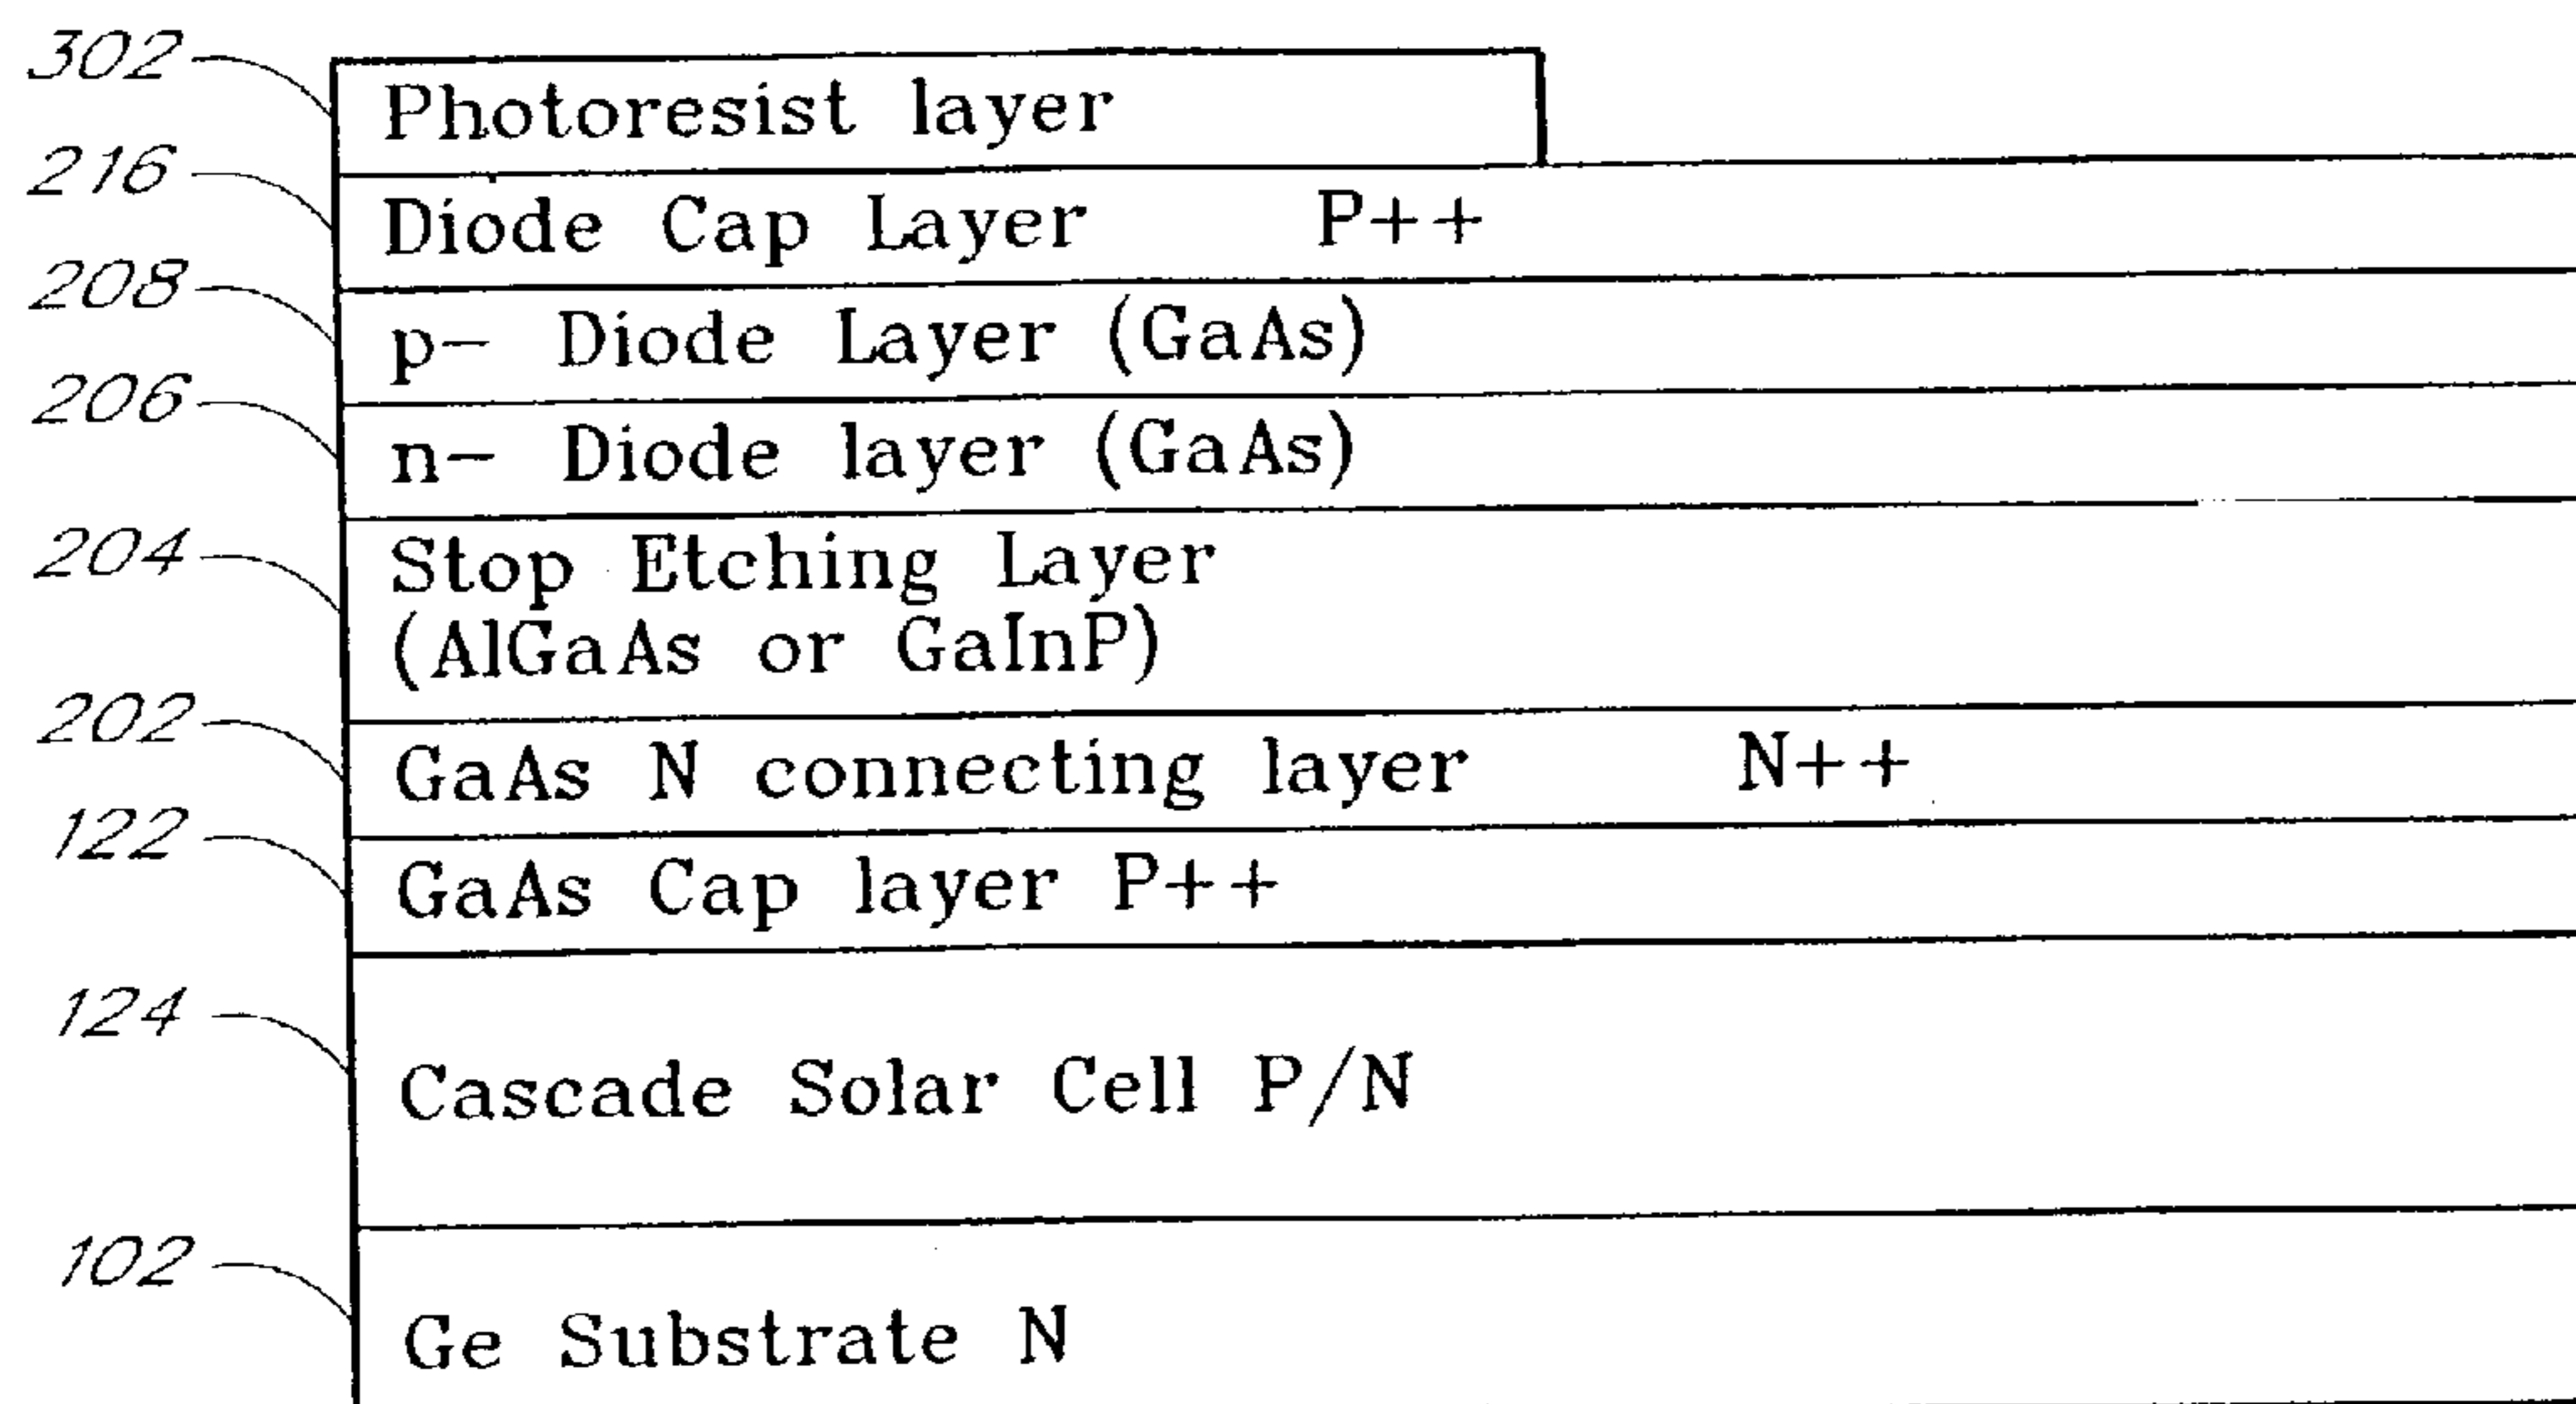 302
Photoresist layer
216
Diode Cap Layer P++
208
p- Diode Layer (GaAs)
206
n- Diode layer (GaAs)
204
Stop Etching Layer
(AlGaAs or GaInP)
202
GaAs N connecting layer N++
122
GaAs Cap layer P++
124
Cascade Solar Cell P/N
102
Ge Substrate N